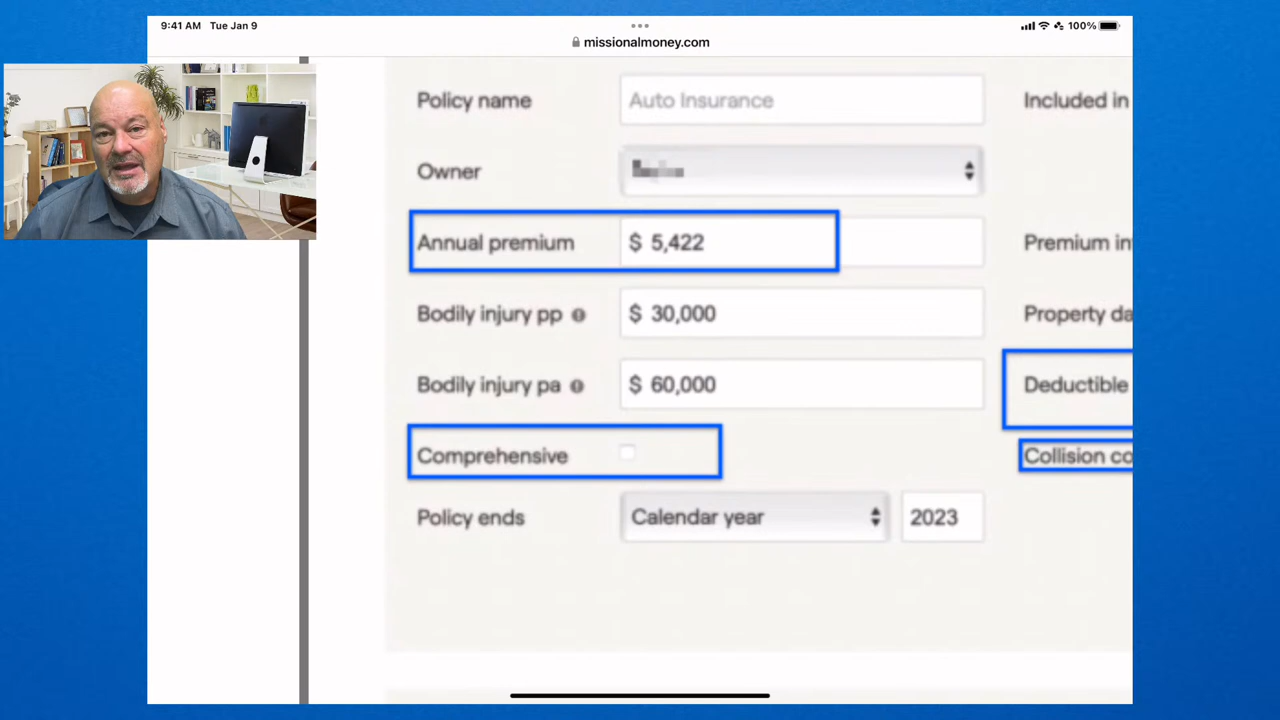 9:41 AM Tue Jan 9
100%
missionalmoney.com
Policy name Auto Insurance Included in
Owner
Annual premium $ 5,422 Premium in
Bodily injury pp $ 30,000 Property da
Bodily injury pa $ 60,000 Deductible
Comprehensive Collision co
Policy ends Calendar year 2023